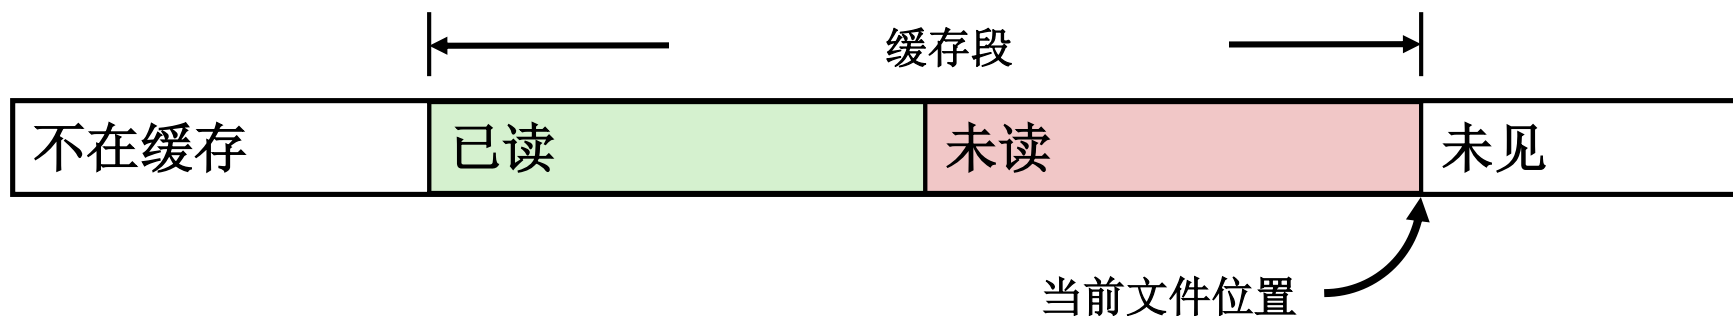 缓存段
不在缓存 已读 未读 未见
当前文件位置